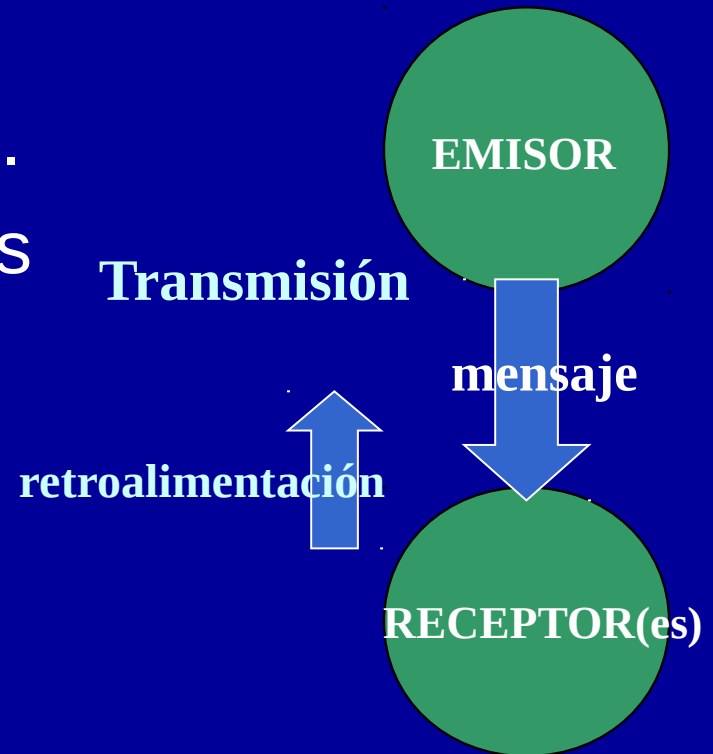 EMISOR
.
s
Transmisión
mensaje
retroalimentación
RECEPTOR(es)